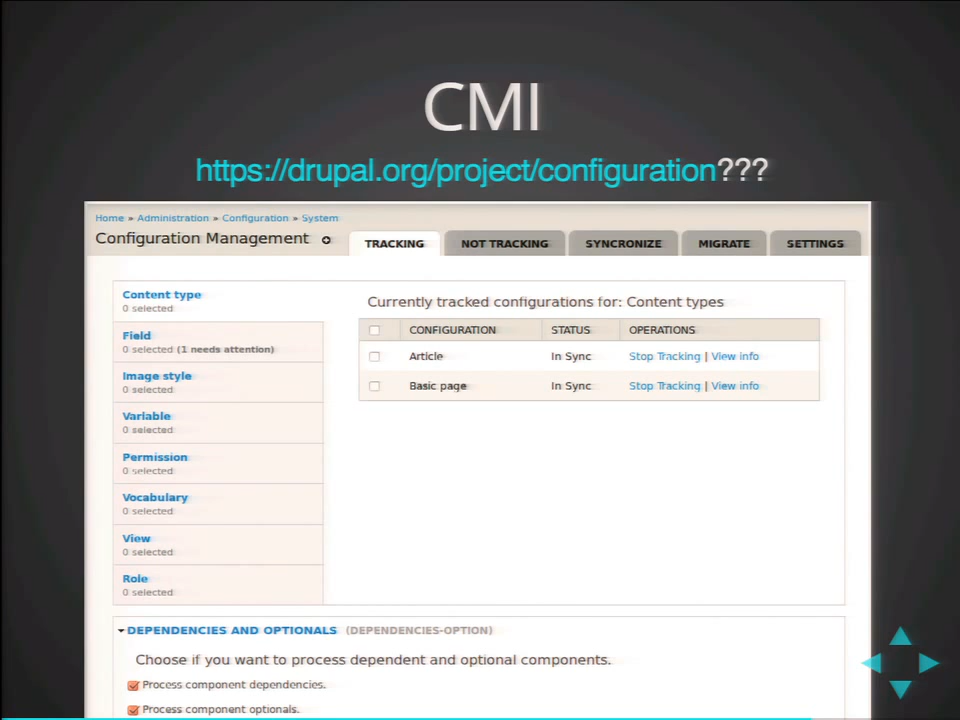 CMI
https://drupal.org/project/configuration???
Home » Administration » Configuration » System
Configuration Management
TRACKING
NOT TRACKING
SYNCRONIZE
MIGRATE
SETTINGS
Content type
0 selected
Field
0 selected (1 needs attention)
Image style
0 selected
Variable
0 selected
Permission
0 selected
Vocabulary
0 selected
View
0 selected
Role
0 selected
Currently tracked configurations for: Content types
CONFIGURATION STATUS OPERATIONS
Article In Sync Stop Tracking | View info
Basic page In Sync Stop Tracking | View info
DEPENDENCIES AND OPTIONALS (DEPENDENCIES-OPTION)
Choose if you want to process dependent and optional components.
Process component dependencies.
Process component optionals.